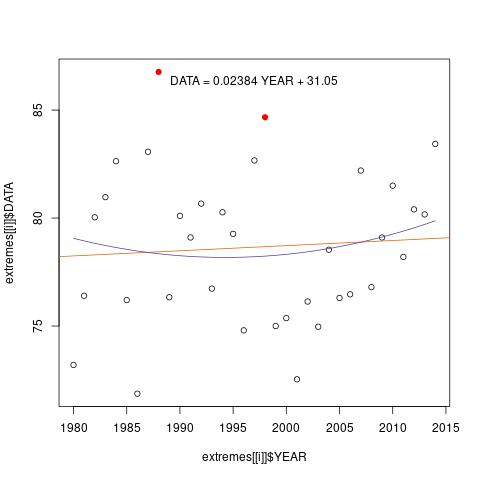 DATA = 0.02384 YEAR + 31.05
85
80
75
extremes[[i]]$DATA
1980 1985 1990 1995 2000 2005 2010 2015
extremes[[i]]$YEAR